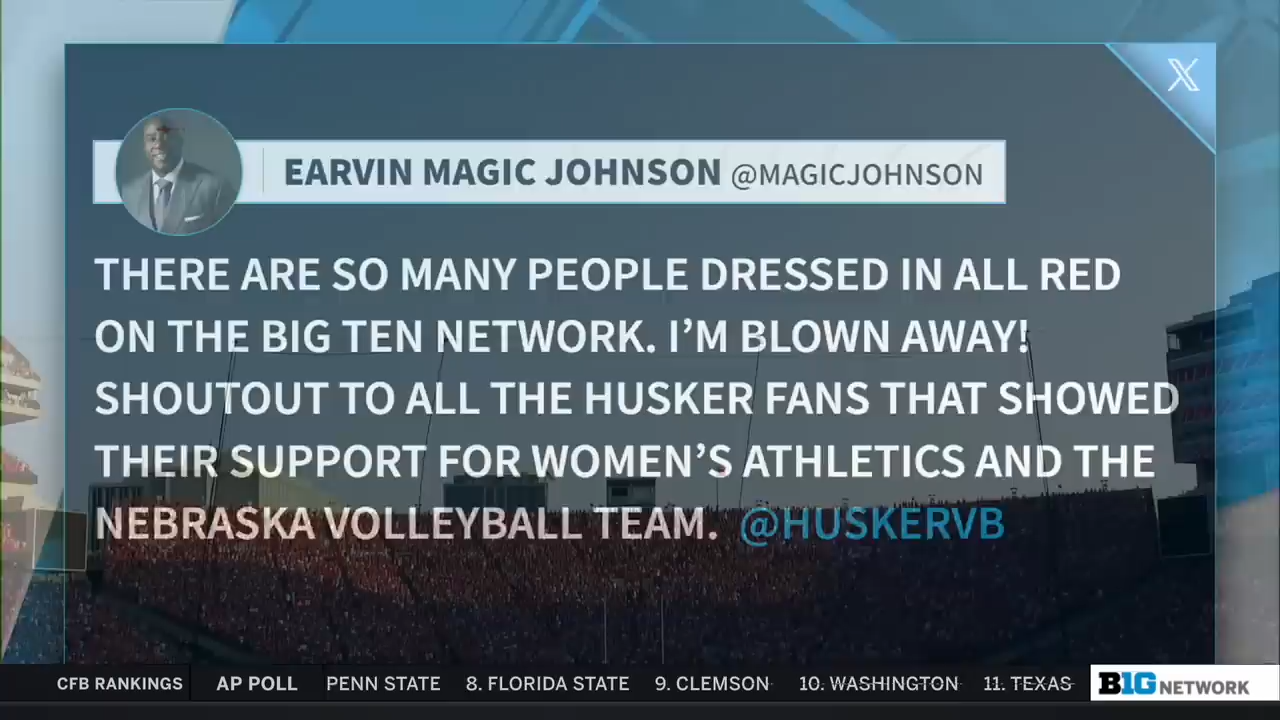 X
EARVIN MAGIC JOHNSON @MAGICJOHNSON
THERE ARE SO MANY PEOPLE DRESSED IN ALL RED
ON THE BIG TEN NETWORK. I'M BLOWN AWAY!
SHOUTOUT TO ALL THE HUSKER FANS THAT SHOWED
THEIR SUPPORT FOR WOMEN'S ATHLETICS AND THE
NEBRASKA VOLLEYBALL TEAM. @HUSKERVB
CFB RANKINGS AP POLL PENN STATE 8. FLORIDA STATE 9. CLEMSON 10. WASHINGTON 11. TEXAS B1G NETWORK